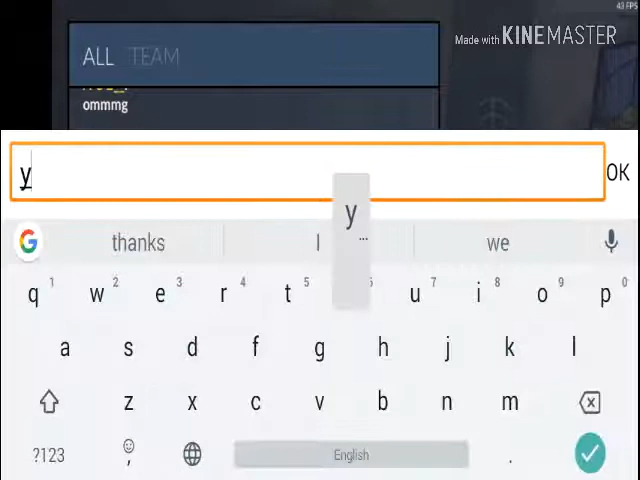 43 FPS
Made with KINEMASTER
ALL TEAM
ommmg
y
OK
y
...
thanks I we
q 1 w 2 e 3 r 4 t 5 6 u 7 i 8 o 9 p 0
a s d f g h j k l
z x c v b n m
?123 , English .